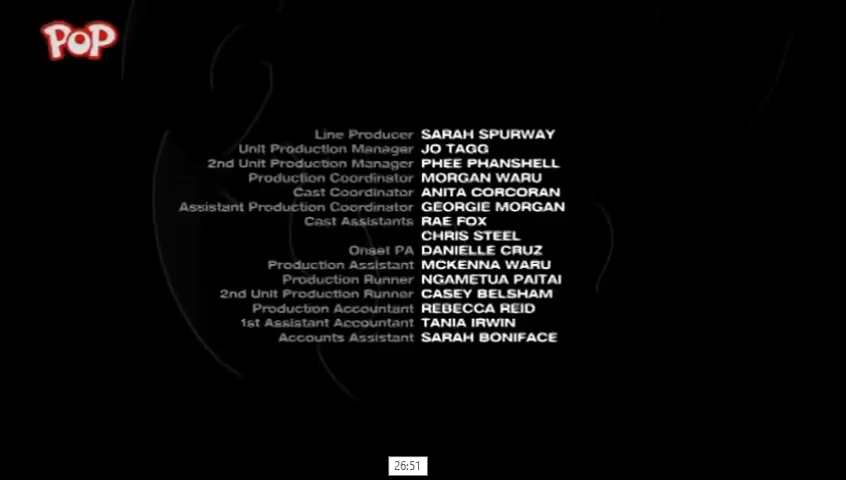 POP
Line Producer SARAH SPURWAY
Unit Production Manager JO TAGG
2nd Unit Production Manager PHEE PHANSHELL
Production Coordinator MORGAN WARU
Cast Coordinator ANITA CORCORAN
Assistant Production Coordinator GEORGIE MORGAN
Cast Assistants RAE FOX
CHRIS STEEL
Onset PA DANIELLE CRUZ
Production Assistant MCKENNA WARU
Production Runner NGAMETUA PAITAI
2nd Unit Production Runner CASEY BELSHAM
Production Accountant REBECCA REID
1st Assistant Accountant TANIA IRWIN
Accounts Assistant SARAH BONIFACE
26:51